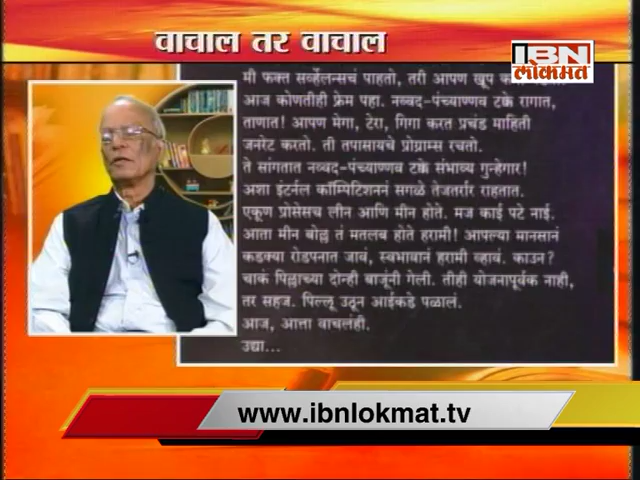 वाचाल तर वाचाल
IBN
लोकमत
मी फक्त सर्व्हेलन्सचं पाहतो, तरी आपण खूप
आज कोणतीही फ्रेम पहा. नव्वद-पंच्याण्णव टक्के रागात,
ताणात! आपण मेगा, टेरा, गिगा करत प्रचंड माहिती
जनरेट करतो. ती तपासायचे प्रोग्राम्स रचतो.
ते सांगतात नव्वद-पंच्याण्णव टक्के संभाव्य गुन्हेगार!
अशा इंटर्नल कॉम्पिटिशननं सगळे तेजतर्रार राहतात.
एकूण प्रोसेसच लीन आणि मीन होते. मज काई पटे नाई.
आता मीन बोल्ल तं मतलब होते हरामी! आपल्या मानसानं
कडक्या रोडपनात जावं, स्वभावानं हरामी व्हावं. काउन?
चाकं पिल्लाच्या दोन्ही बाजूंनी गेली. तीही योजनापूर्वक नाही,
तर सहज. पिल्लू उठून आईकडे पळालं.
आज, आत्ता वाचलंही.
उद्या...
www.ibnlokmat.tv